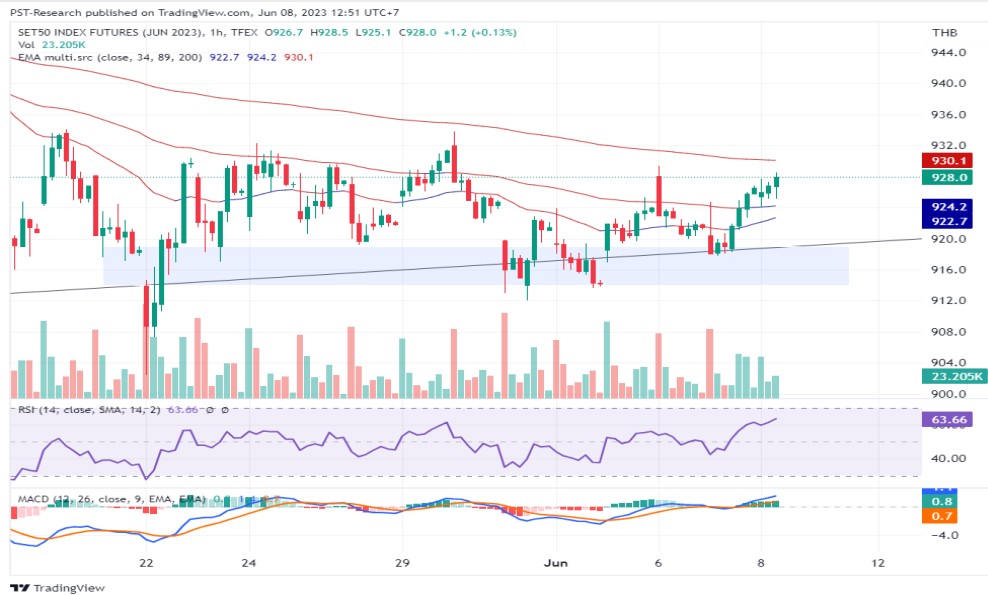 PST-Research published on TradingView.com, Jun 08, 2023 12:51 UTC+7
SET50 INDEX FUTURES (JUN 2023), 1h, TFEX O926.7 H928.5 L925.1 C928.0 +1.2 (+0.13%)
THB
Vol 23.205K
EMA multi.src (close, 34, 89, 200) 922.7 924.2 930.1
944.0
940.0
936.0
932.0
930.1
928.0
924.2
922.7
920.0
916.0
912.0
908.0
904.0
23.205K
900.0
RSI (14, close, SMA, 14, 2) 63.66 Ø Ø
63.66
40.00
MACD (12, 26, close, 9, EMA, EMA)
0.8
0.7
−4.0
22 24 29 Jun 6 8 12
TradingView